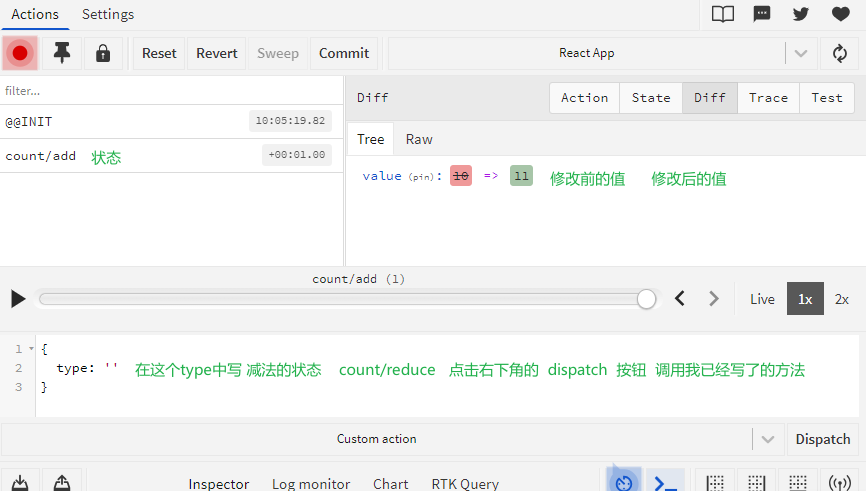 Actions Settings
Reset Revert Sweep Commit React App
filter...
@@INIT 10:05:19.82
count/add 状态 +00:01.00
Diff Action State Diff Trace Test
Tree Raw
value (pin): 10 => 11 修改前的值 修改后的值
count/add (1)
Live 1x 2x
1 {
2 type: '' 在这个type中写 减法的状态 count/reduce 点击右下角的 dispatch 按钮 调用我已经写了的方法
3 }
Custom action Dispatch
Inspector Log monitor Chart RTK Query